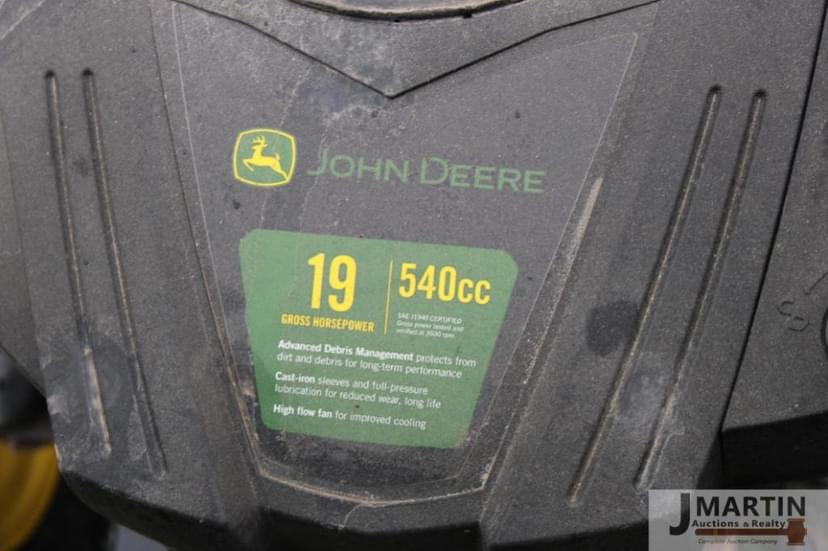 JOHN DEERE
19
GROSS HORSEPOWER
540cc
SAE J1940 CERTIFIED
Gross power tested and
verified at 3600 rpm
Advanced Debris Management protects from
dirt and debris for long-term performance
Cast-iron sleeves and full-pressure
lubrication for reduced wear, long life
High flow fan for improved cooling
J MARTIN
Auctions & Realty
Complete Auction Company